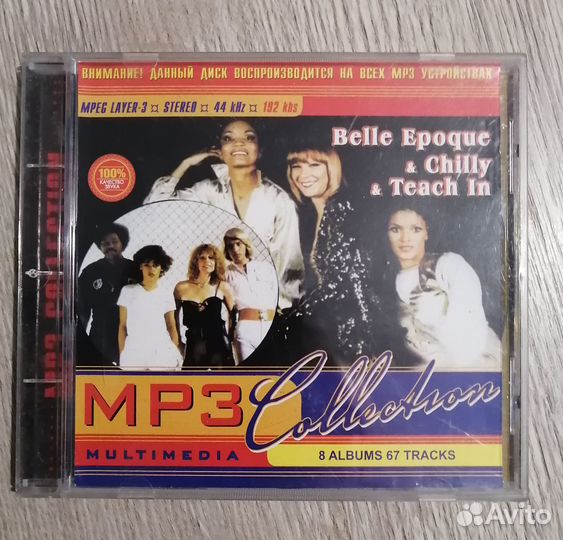 ВНИМАНИЕ! ДАННЫЙ ДИСК ВОСПРОИЗВОДИТСЯ НА ВСЕХ MP3 УСТРОЙСТВАХ
MPEG LAYER-3 ¤ STEREO ¤ 44 kHz ¤ 192 kbs
Belle Epoque
& Chilly
& Teach In
100%
КАЧЕСТВО
ЗВУКА
MP3 COLLECTION
MP3 Collection
MULTIMEDIA
8 ALBUMS 67 TRACKS
Avito